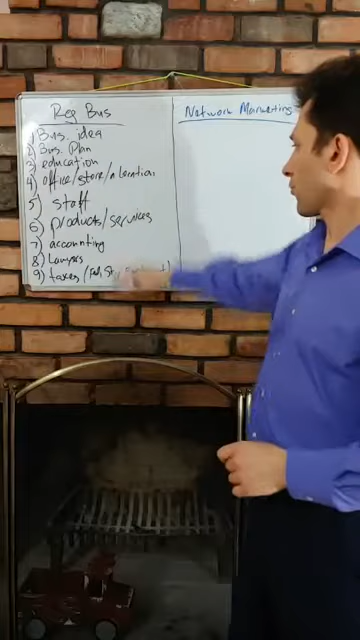 Reg Bus
Network Marketing
1) Bus. idea
2) Bus. Plan
3) education
4) office/store/a location
5) staff
6) products/services
7) accounting
8) Lawyers
9) taxes/(Fed, St,